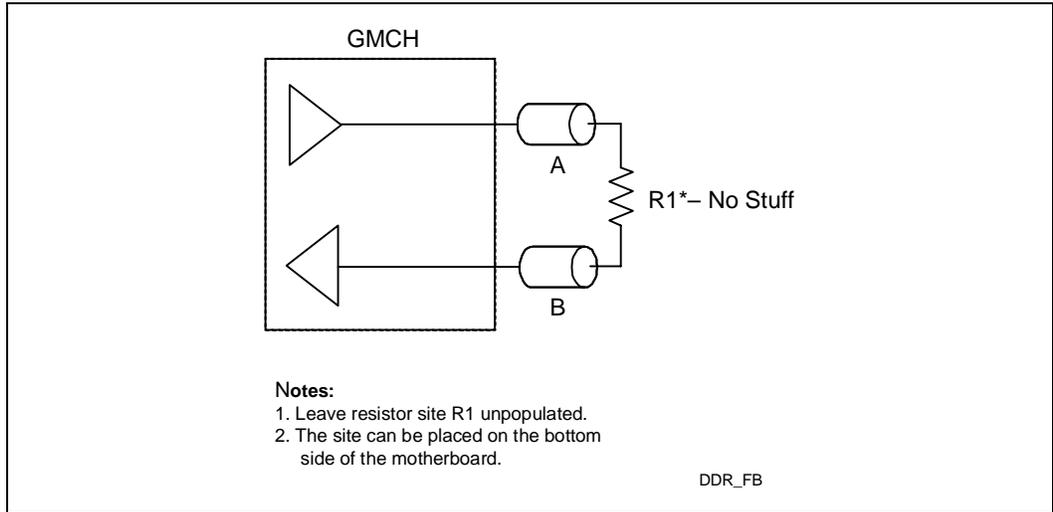 GMCH
A
R1*– No Stuff
B
Notes:
1. Leave resistor site R1 unpopulated.
2. The site can be placed on the bottom
side of the motherboard.
DDR_FB